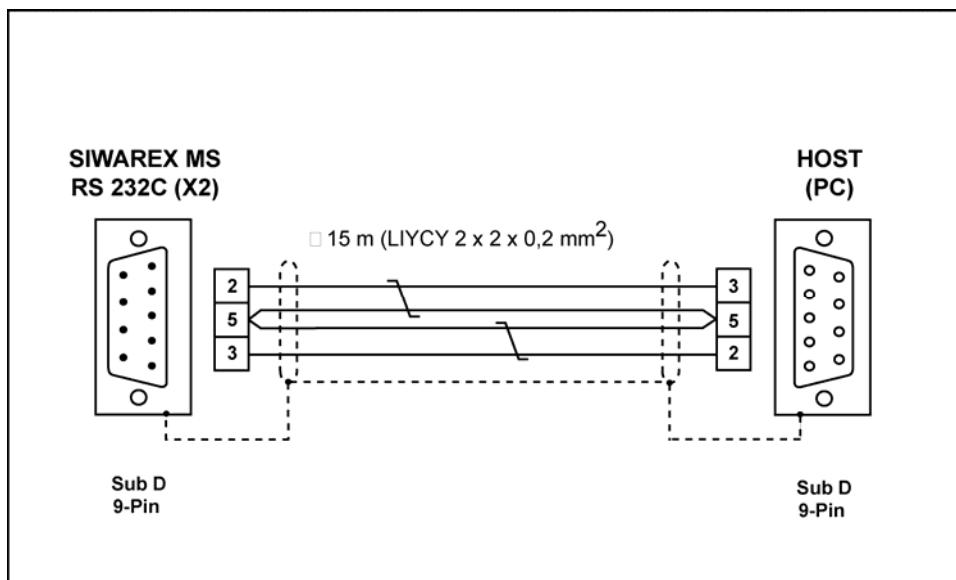 SIWAREX MS
RS 232C (X2)
HOST
(PC)
□ 15 m (LIYCY 2 x 2 x 0,2 mm²)
2
3
5
5
3
2
Sub D
9-Pin
Sub D
9-Pin